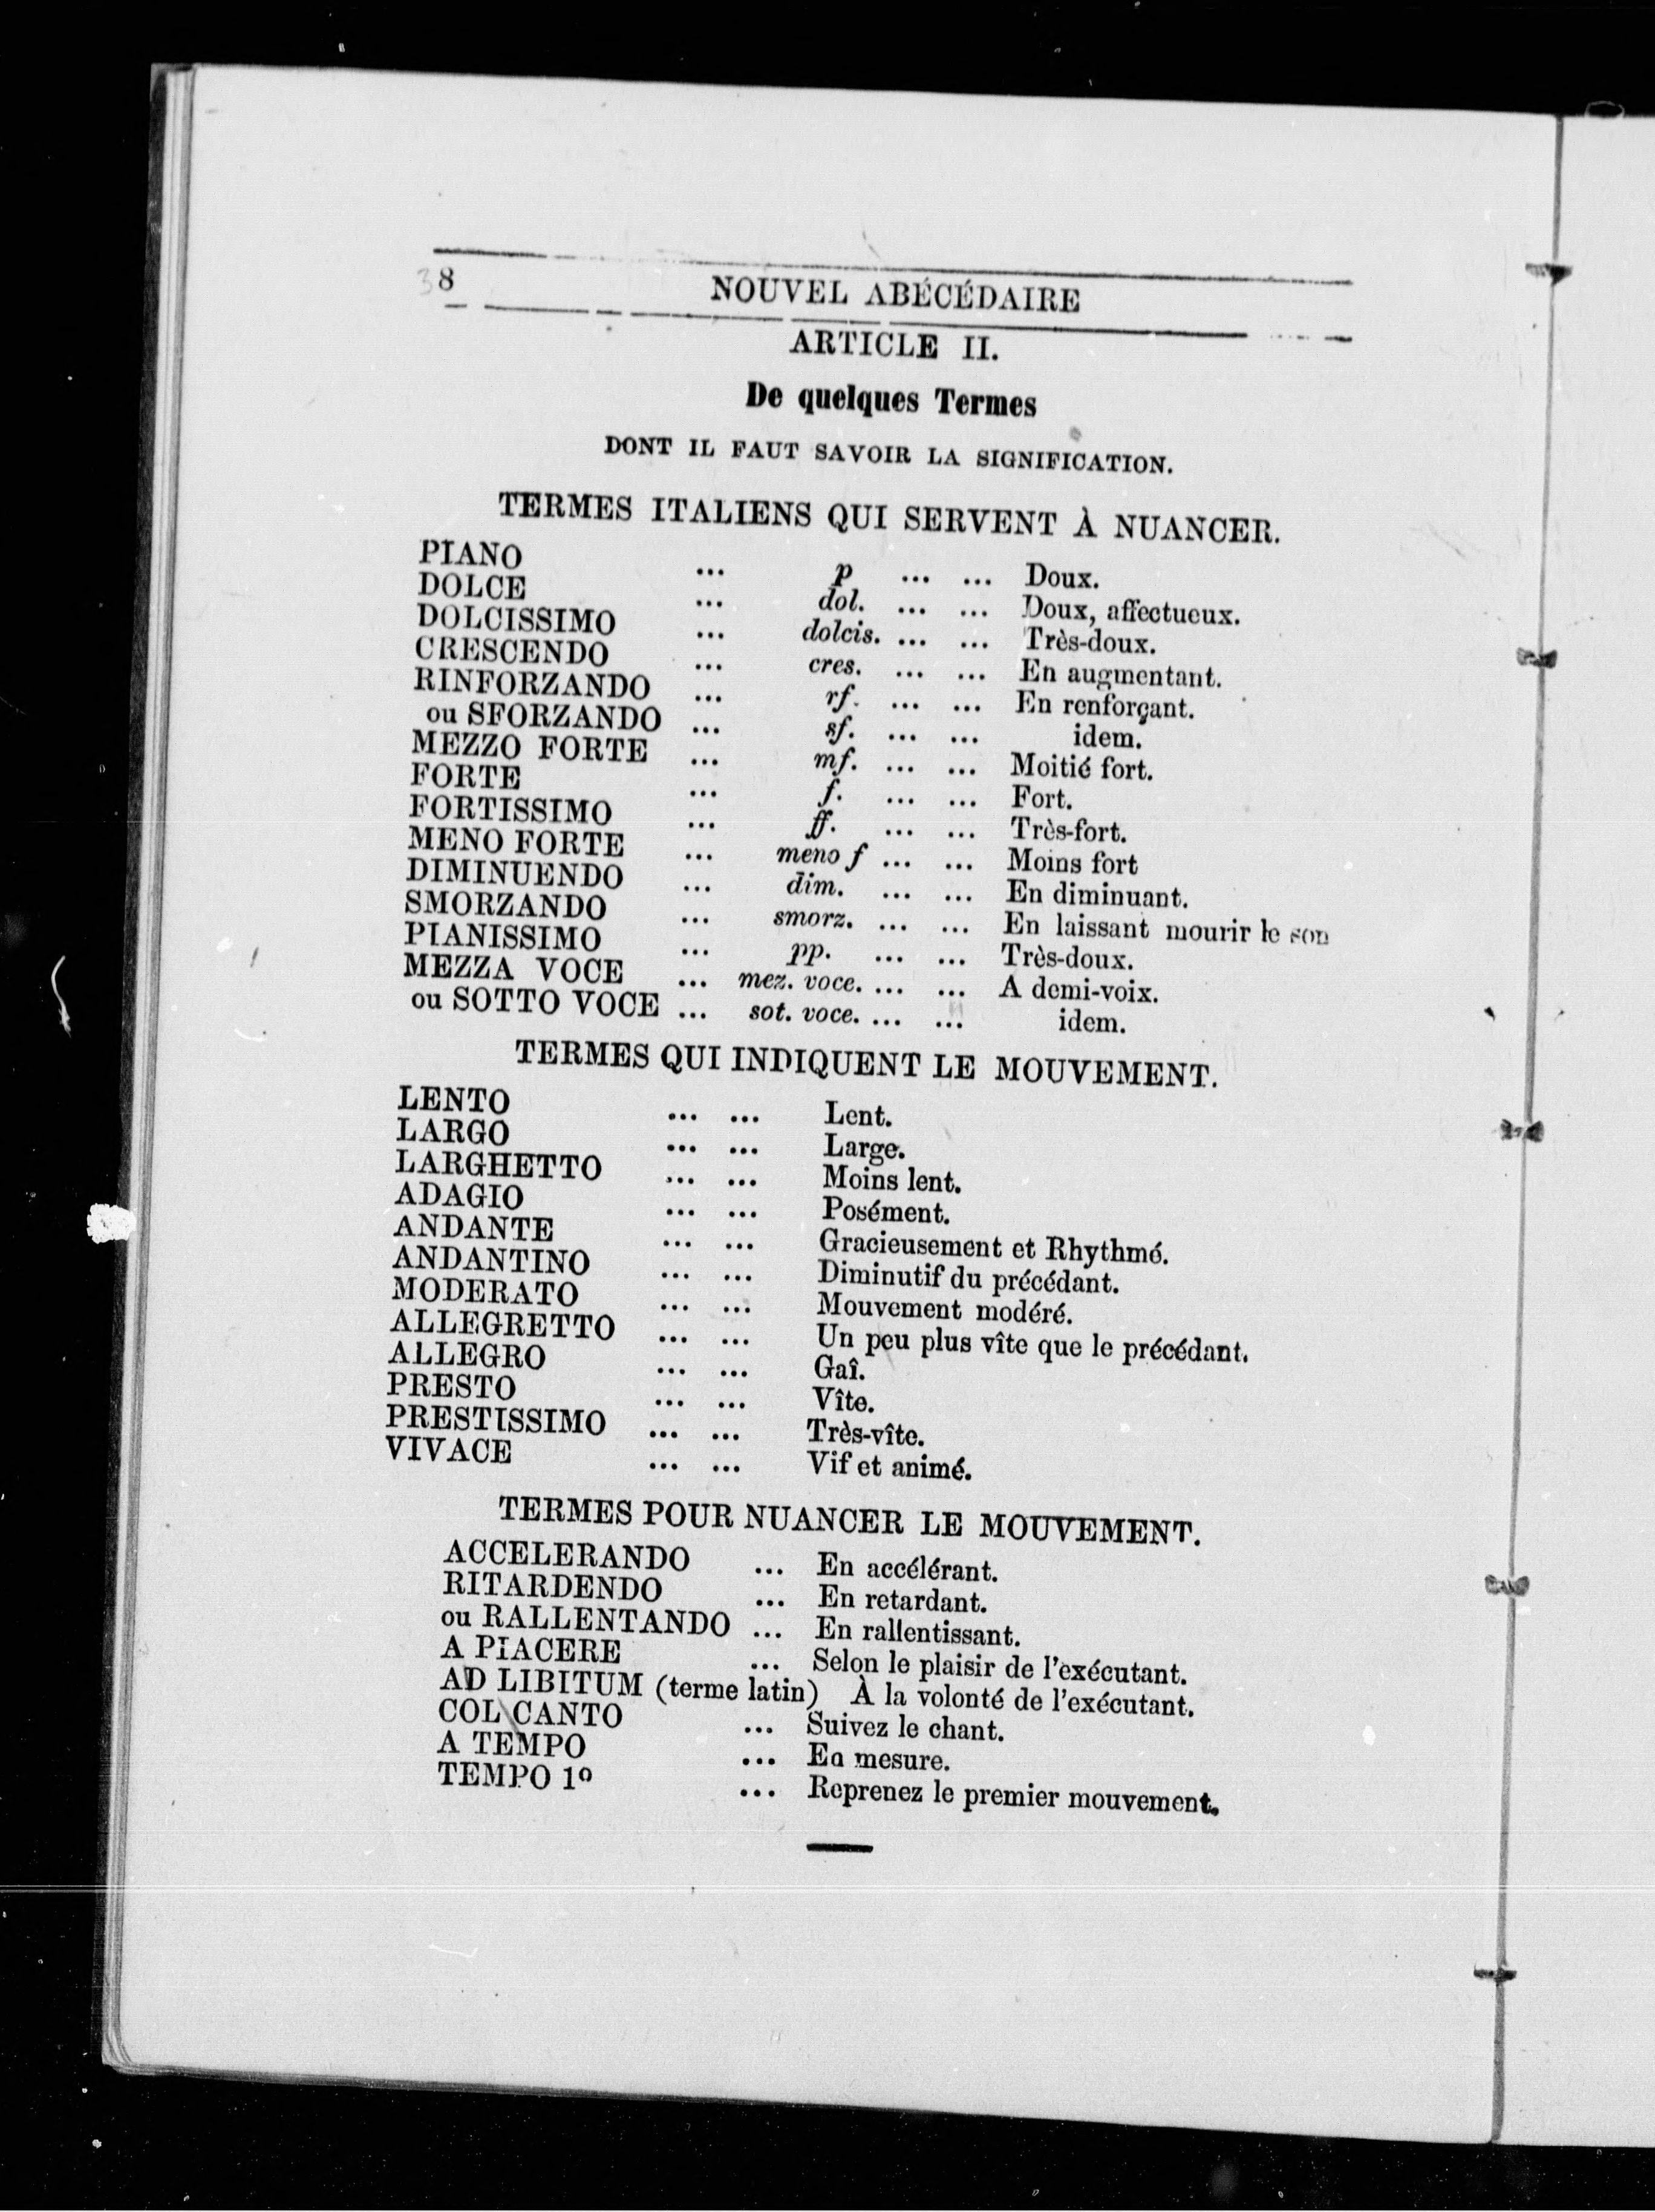 38
NOUVEL ABÉCÉDAIRE
ARTICLE II.
De quelques Termes
DONT IL FAUT SAVOIR LA SIGNIFICATION.
TERMES ITALIENS QUI SERVENT À NUANCER.
PIANO ... p ... ... Doux.
DOLCE ... dol. ... ... Doux, affectueux.
DOLCISSIMO ... dolcis. ... ... Très-doux.
CRESCENDO ... cres. ... ... En augmentant.
RINFORZANDO ... rf. ... ... En renforçant.
ou SFORZANDO ... sf. ... ... idem.
MEZZO FORTE ... mf. ... ... Moitié fort.
FORTE ... f. ... ... Fort.
FORTISSIMO ... ff. ... ... Très-fort.
MENO FORTE ... meno f ... ... Moins fort
DIMINUENDO ... dim. ... ... En diminuant.
SMORZANDO ... smorz. ... ... En laissant mourir le son
PIANISSIMO ... pp. ... ... Très-doux.
MEZZA VOCE ... mez. voce. ... ... A demi-voix.
ou SOTTO VOCE ... sot. voce. ... ... idem.
TERMES QUI INDIQUENT LE MOUVEMENT.
LENTO ... ... Lent.
LARGO ... ... Large.
LARGHETTO ... ... Moins lent.
ADAGIO ... ... Posément.
ANDANTE ... ... Gracieusement et Rhythmé.
ANDANTINO ... ... Diminutif du précédant.
MODERATO ... ... Mouvement modéré.
ALLEGRETTO ... ... Un peu plus vîte que le précédant.
ALLEGRO ... ... Gaî.
PRESTO ... ... Vîte.
PRESTISSIMO ... ... Très-vîte.
VIVACE ... ... Vif et animé.
TERMES POUR NUANCER LE MOUVEMENT.
ACCELERANDO ... En accélérant.
RITARDENDO ... En retardant.
ou RALLENTANDO ... En rallentissant.
A PIACERE ... Selon le plaisir de l'exécutant.
AD LIBITUM (terme latin) À la volonté de l'exécutant.
COL CANTO ... Suivez le chant.
A TEMPO ... En mesure.
TEMPO 1º ... Reprenez le premier mouvement.